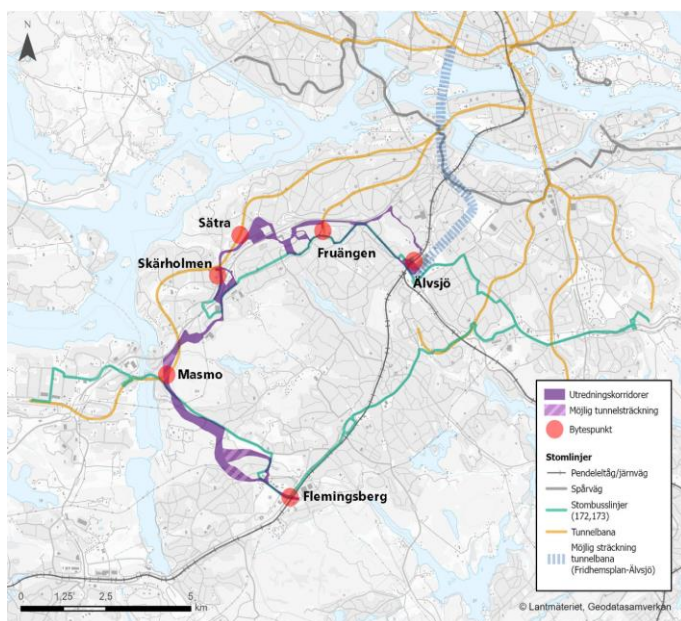 N
Sätra
Skärholmen
Fruängen
Älvsjö
Masmo
Flemingsberg
Utredningskorridorer
Möjlig tunnelsträckning
Bytespunkt
Stomlinjer
Pendeltåg/järnväg
Spårväg
Stombusslinjer
(172,173)
Tunnelbana
Möjlig sträckning
tunnelbana
(Fridhemsplan-Älvsjö)
0 1,25 2,5 5
km
© Lantmäteriet, Geodatasamverkan